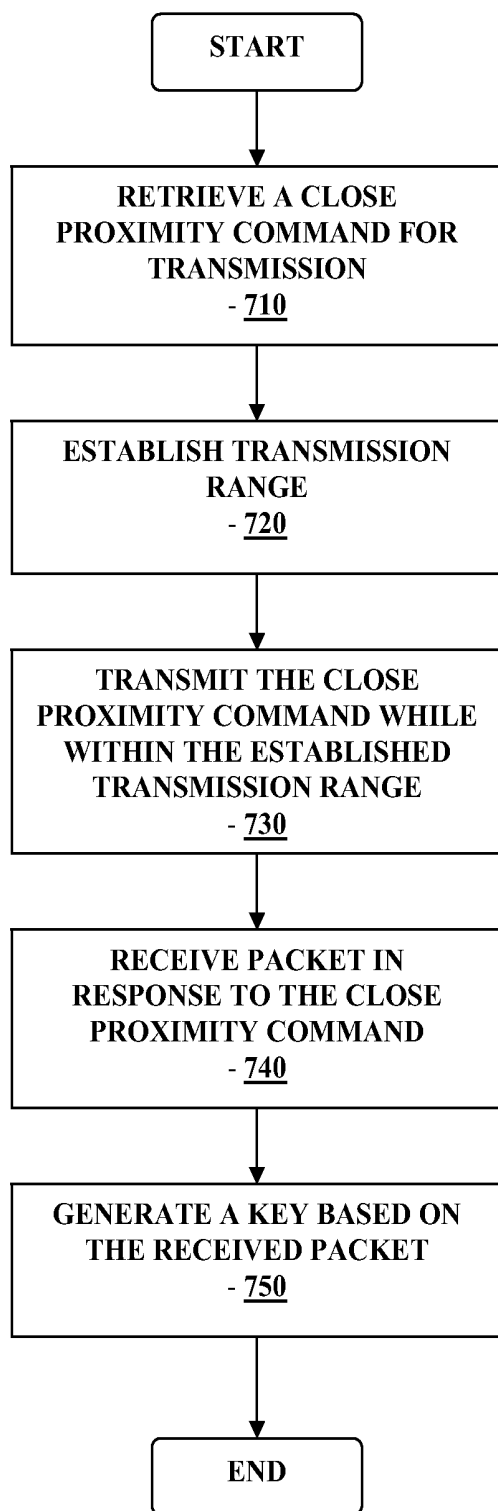 START
RETRIEVE A CLOSE
PROXIMITY COMMAND FOR
TRANSMISSION
- 710
ESTABLISH TRANSMISSION
RANGE
- 720
TRANSMIT THE CLOSE
PROXIMITY COMMAND WHILE
WITHIN THE ESTABLISHED
TRANSMISSION RANGE
- 730
RECEIVE PACKET IN
RESPONSE TO THE CLOSE
PROXIMITY COMMAND
- 740
GENERATE A KEY BASED ON
THE RECEIVED PACKET
- 750
END